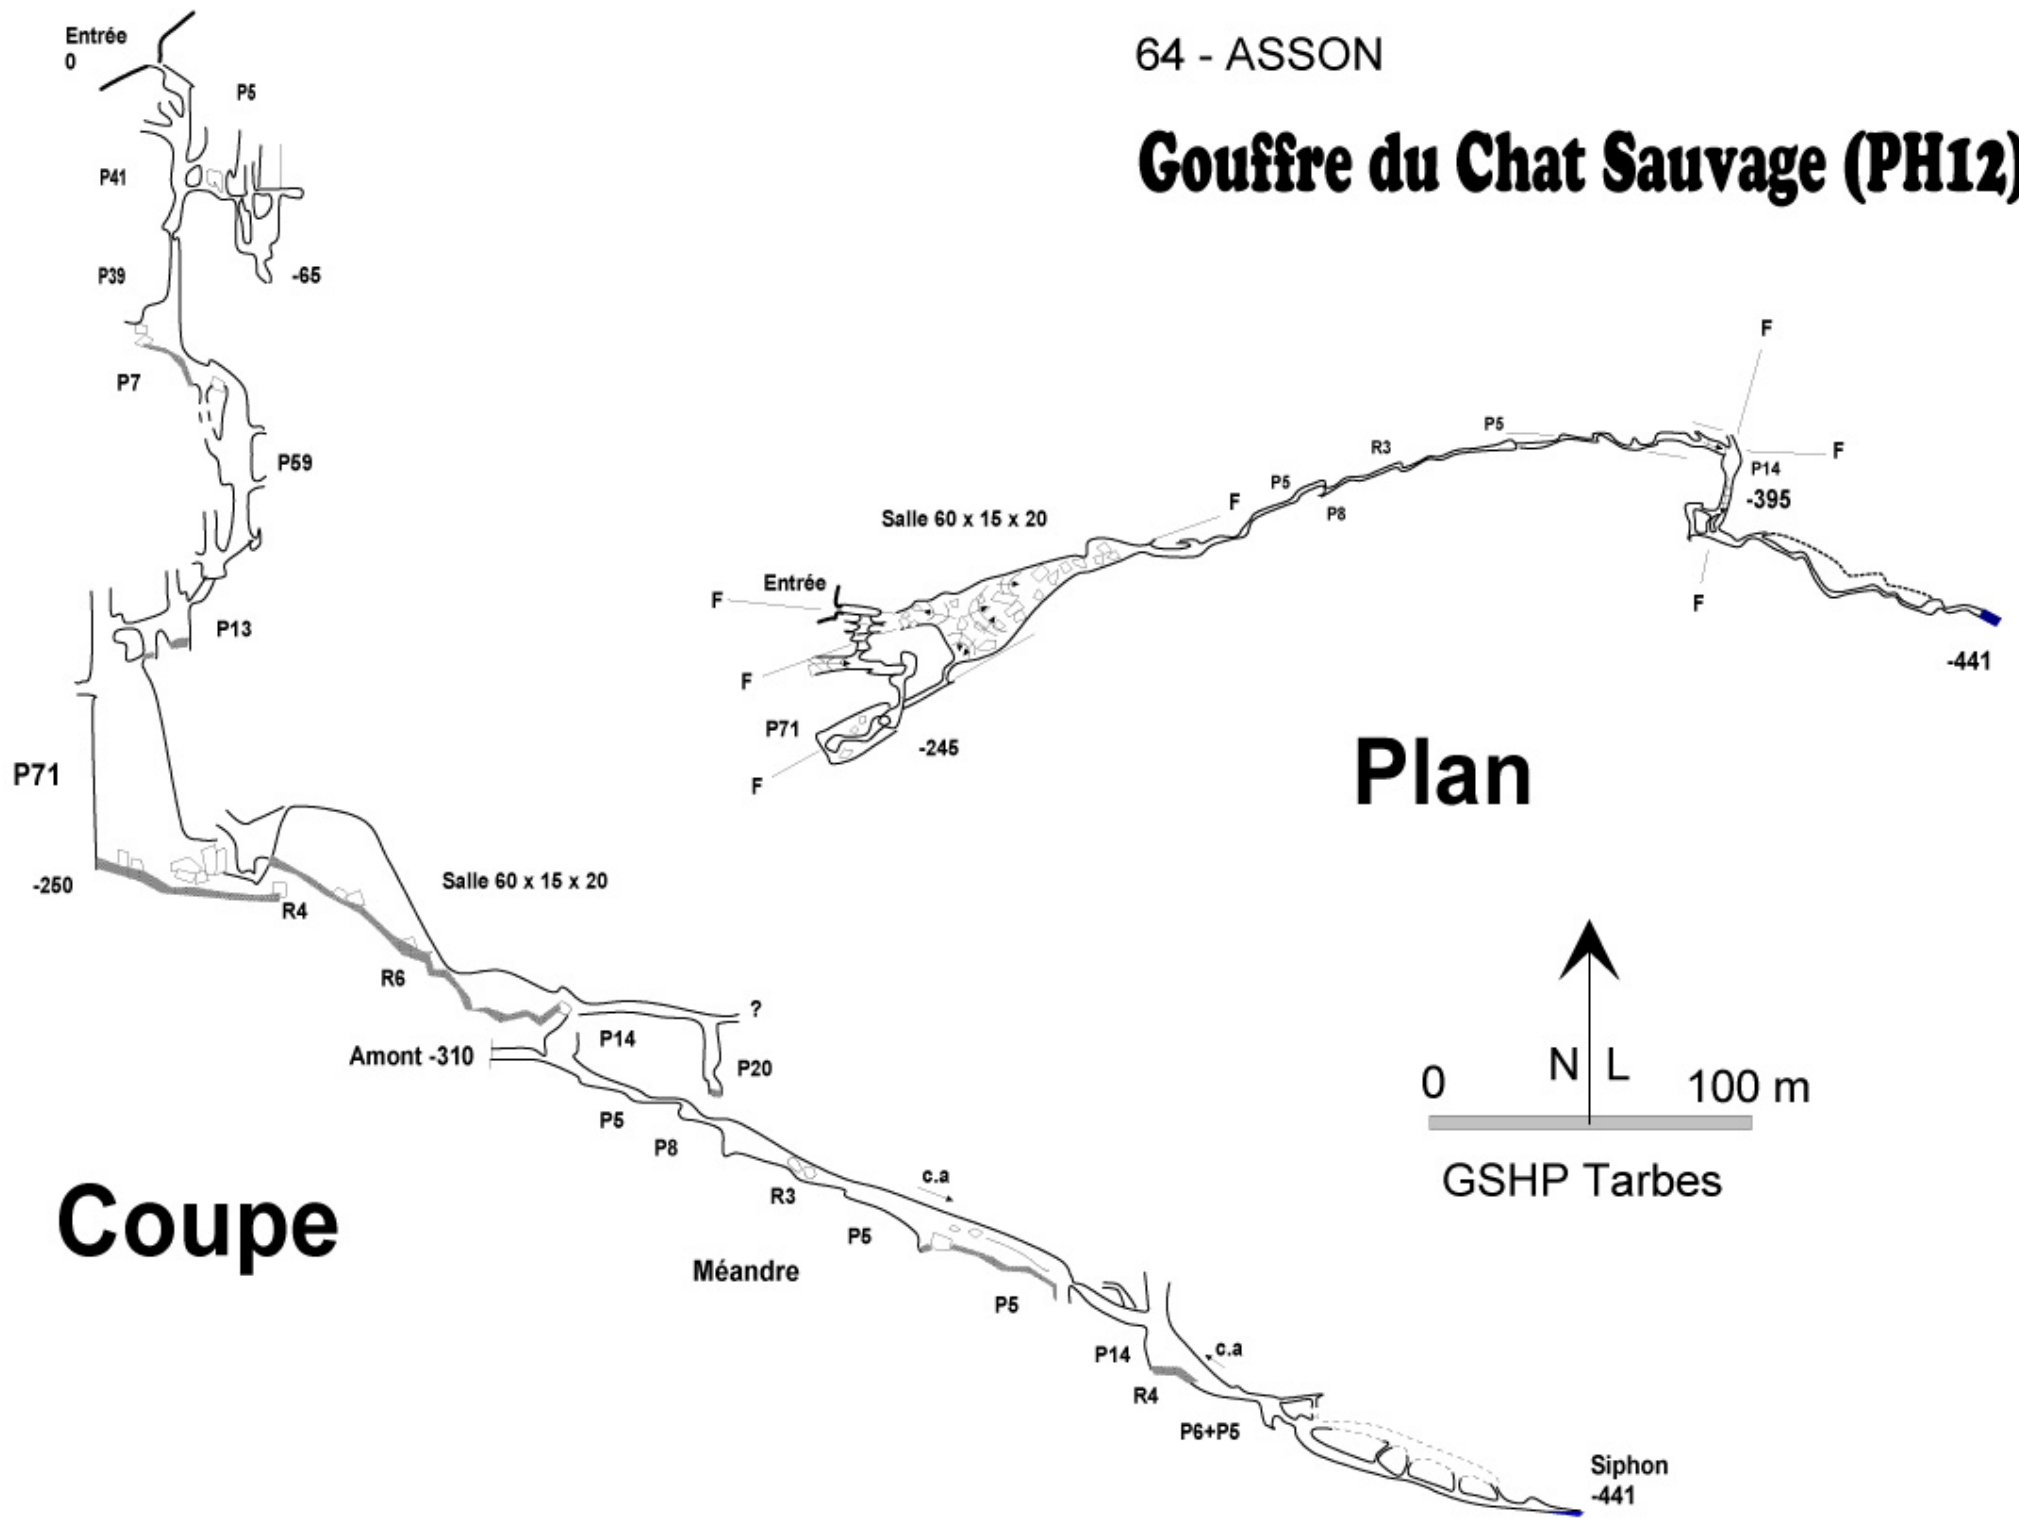 64 - ASSON
Gouffre du Chat Sauvage (PH12)
Entrée
0
P5
P41
P39
-65
P7
P59
P13
P71
-250
R4
Salle 60 x 15 x 20
R6
?
P14
Amont -310
P20
P5
P8
R3
c.a
P5
Méandre
P5
P14
c.a
R4
P6+P5
Siphon
-441
Coupe
F
F
P5
R3
P14
P5
-395
F
P8
Salle 60 x 15 x 20
Entrée
F
F
F
P71
-245
F
-441
Plan
N L
0 100 m
GSHP Tarbes